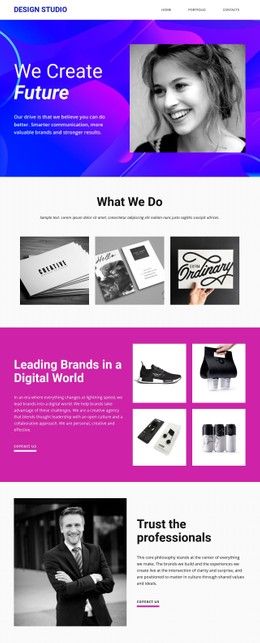 DESIGN STUDIO
HOME PORTFOLIO CONTACTS
We Create
Future
Our drive is that we believe you can do
better. Smarter communication, more
valuable brands and stronger results.
What We Do
Sample text. Lorem ipsum dolor sit amet, consectetur adipiscing elit nullam nunc justo sagittis suscipit ultrices.
CREATIVE
Ordinary
Leading Brands in a
Digital World
In an era where everything changes at lightning speed, we
lead brands into a digital world. We help brands take
advantage of these challenges. We are a creative agency
that blends thought leadership with an open culture and a
collaborative approach. We are personal, creative and
effective.
CONTACT US
Trust the
professionals
This core philosophy stands at the center of everything
we make. The brands we build and the experiences we
create live at the intersection of clarity and surprise, and
are positioned to matter in culture through shared values
and ideals.
CONTACT US